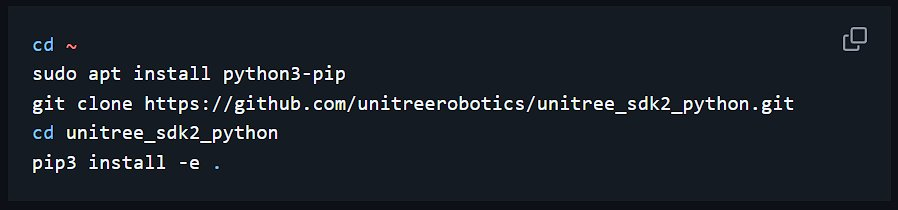 cd ~
sudo apt install python3-pip
git clone https://github.com/unitreerobotics/unitree_sdk2_python.git
cd unitree_sdk2_python
pip3 install -e .